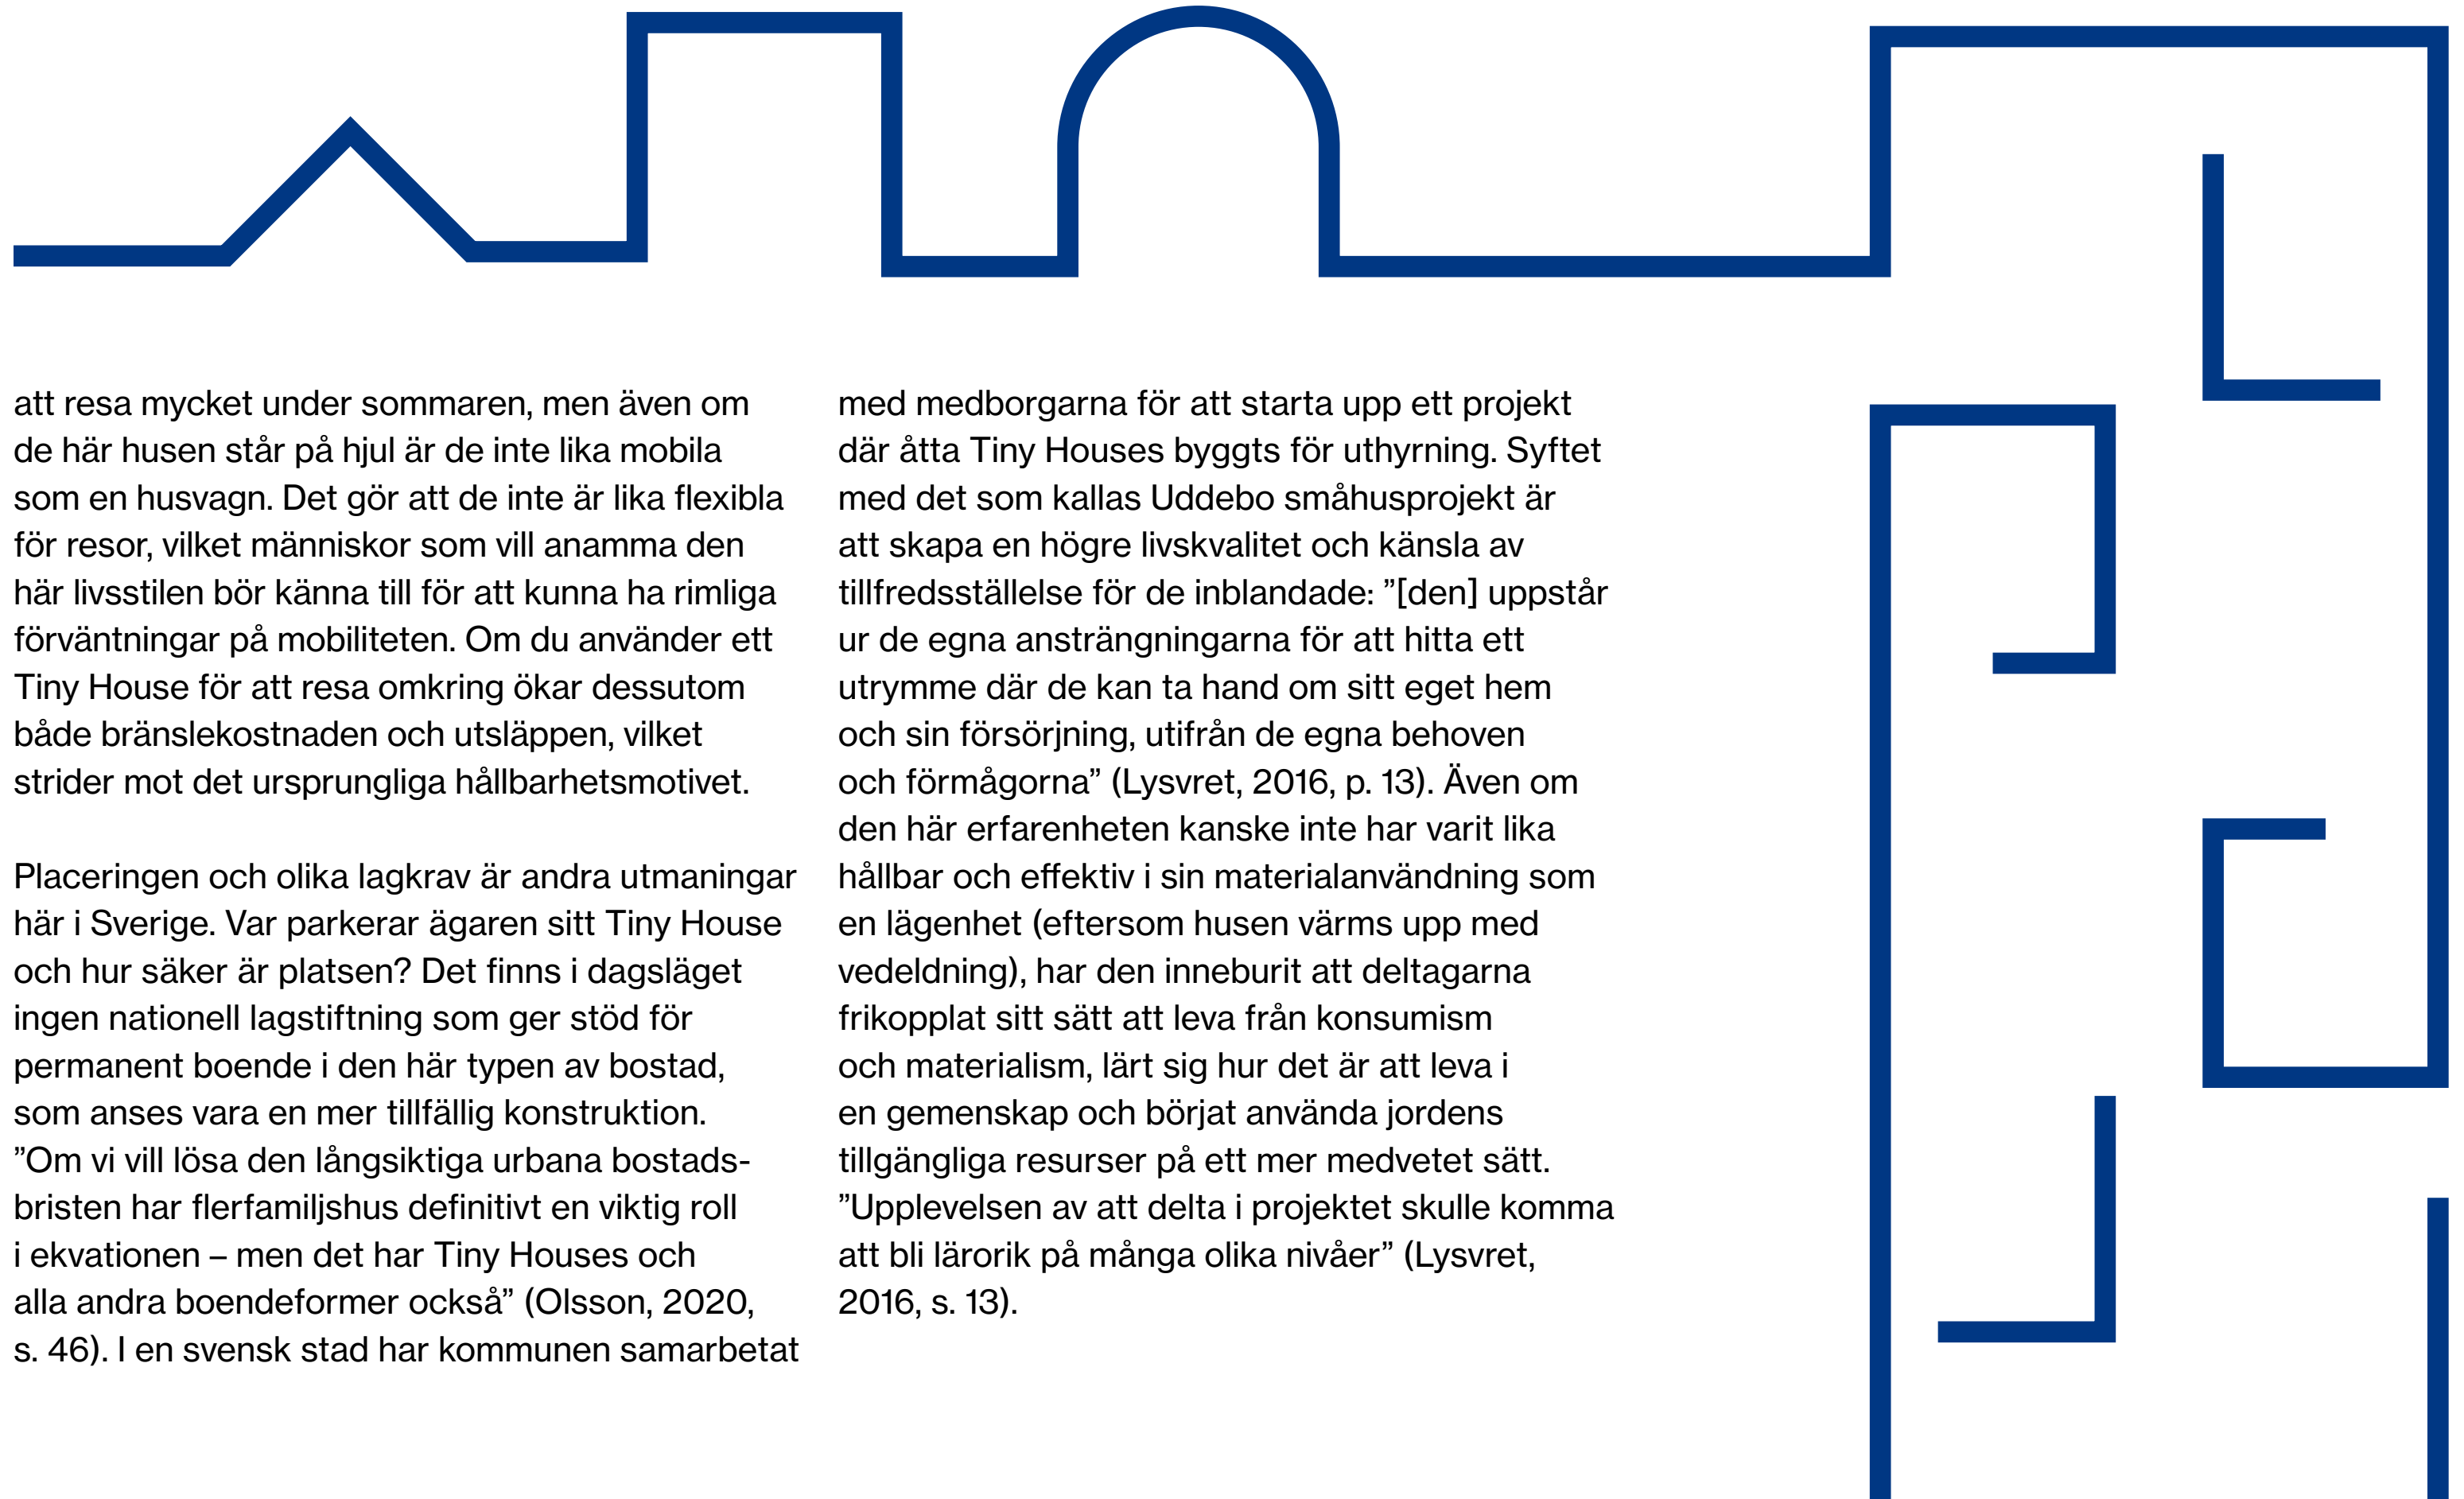 att resa mycket under sommaren, men även om
de här husen står på hjul är de inte lika mobila
som en husvagn. Det gör att de inte är lika flexibla
för resor, vilket människor som vill anamma den
här livsstilen bör känna till för att kunna ha rimliga
förväntningar på mobiliteten. Om du använder ett
Tiny House för att resa omkring ökar dessutom
både bränslekostnaden och utsläppen, vilket
strider mot det ursprungliga hållbarhetsmotivet.
Placeringen och olika lagkrav är andra utmaningar
här i Sverige. Var parkerar ägaren sitt Tiny House
och hur säker är platsen? Det finns i dagsläget
ingen nationell lagstiftning som ger stöd för
permanent boende i den här typen av bostad,
som anses vara en mer tillfällig konstruktion.
”Om vi vill lösa den långsiktiga urbana bostads-
bristen har flerfamiljshus definitivt en viktig roll
i ekvationen – men det har Tiny Houses och
alla andra boendeformer också” (Olsson, 2020,
s. 46). I en svensk stad har kommunen samarbetat
med medborgarna för att starta upp ett projekt
där åtta Tiny Houses byggts för uthyrning. Syftet
med det som kallas Uddebo småhusprojekt är
att skapa en högre livskvalitet och känsla av
tillfredsställelse för de inblandade: ”[den] uppstår
ur de egna ansträngningarna för att hitta ett
utrymme där de kan ta hand om sitt eget hem
och sin försörjning, utifrån de egna behoven
och förmågorna” (Lysvret, 2016, p. 13). Även om
den här erfarenheten kanske inte har varit lika
hållbar och effektiv i sin materialanvändning som
en lägenhet (eftersom husen värms upp med
vedeldning), har den inneburit att deltagarna
frikopplat sitt sätt att leva från konsumism
och materialism, lärt sig hur det är att leva i
en gemenskap och börjat använda jordens
tillgängliga resurser på ett mer medvetet sätt.
”Upplevelsen av att delta i projektet skulle komma
att bli lärorik på många olika nivåer” (Lysvret,
2016, s. 13).